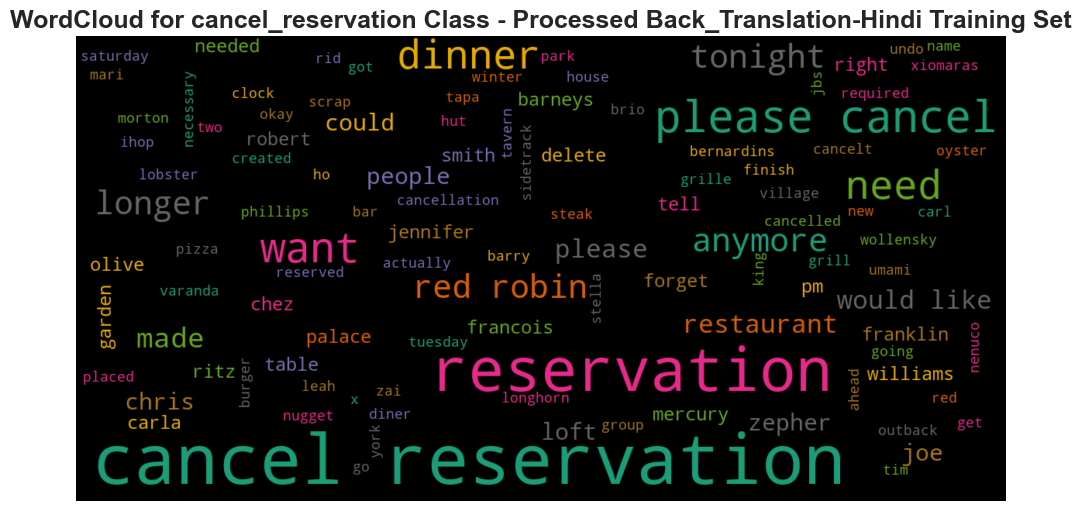 WordCloud for cancel_reservation Class - Processed Back_Translation-Hindi Training Set
saturday
needed
rid
got
dinner
park
tonight
undo
name
mari
clock
winter
house
right
xiomaras
necessary
scrap
tapa
barneys
brio
jbs
required
morton
two
okay
could
hut
tavern
please cancel
ihop
created
robert
smith
sidetrack
delete
bernardins
cancelt
oyster
lobster
ho
people
grille
finish
village
need
longer
phillips
bar
cancellation
steak
tell
cancelled
new
carl
pizza
want
jennifer
please
anymore
wollensky
olive
reserved
actually
barry
king
grill
umami
garden
varanda
chez
red robin
stella
forget
pm
would like
made
palace
tuesday
francois
restaurant
franklin
going
nenuco
placed
ritz
burger
table
leah
zai
reservation
longhorn
williams
ahead
red
chris
carla
nugget
x
diner
group
mercury
zepher
outback
get
york
loft
joe
cancel reservation
go
tim